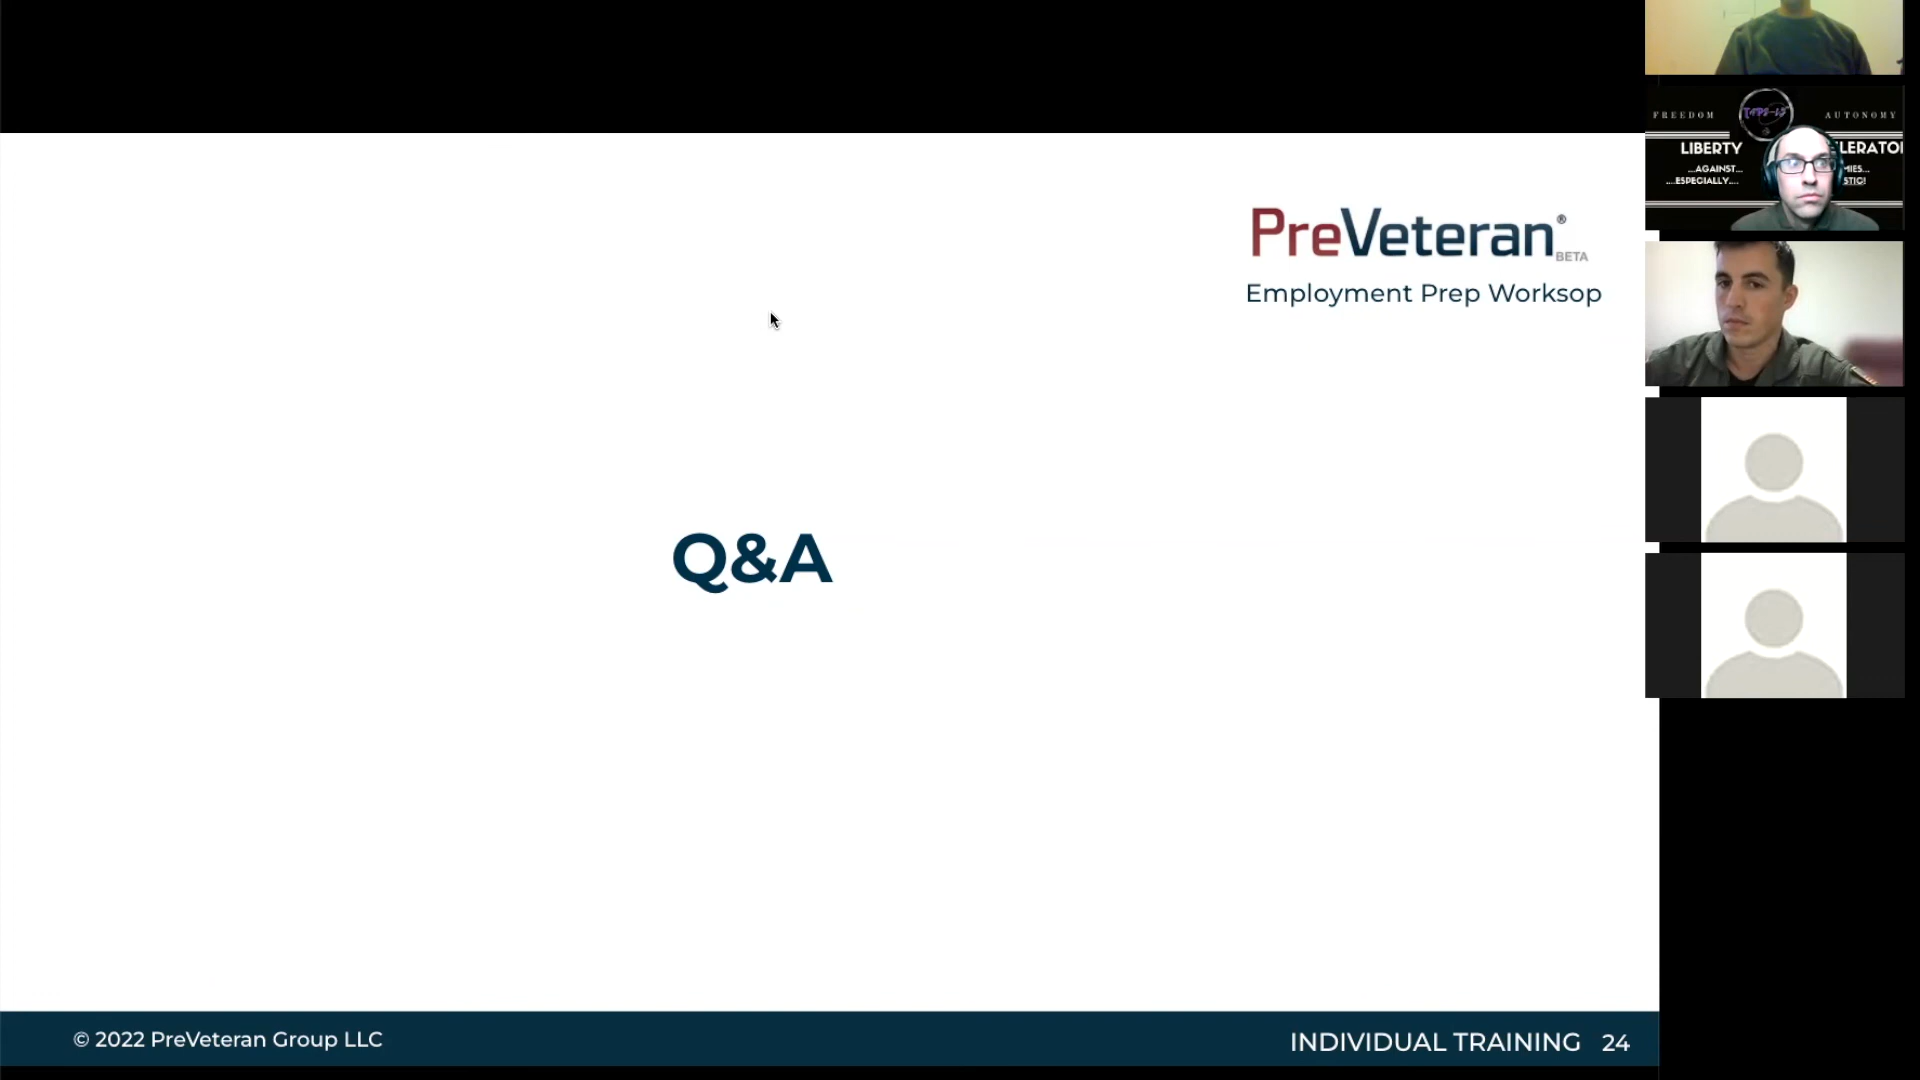 FREEDOM AUTONOMY
LIBERTY
...AGAINST...
....ESPECIALLY....
PreVeteran®
BETA
Employment Prep Worksop
Q&A
© 2022 PreVeteran Group LLC
INDIVIDUAL TRAINING 24